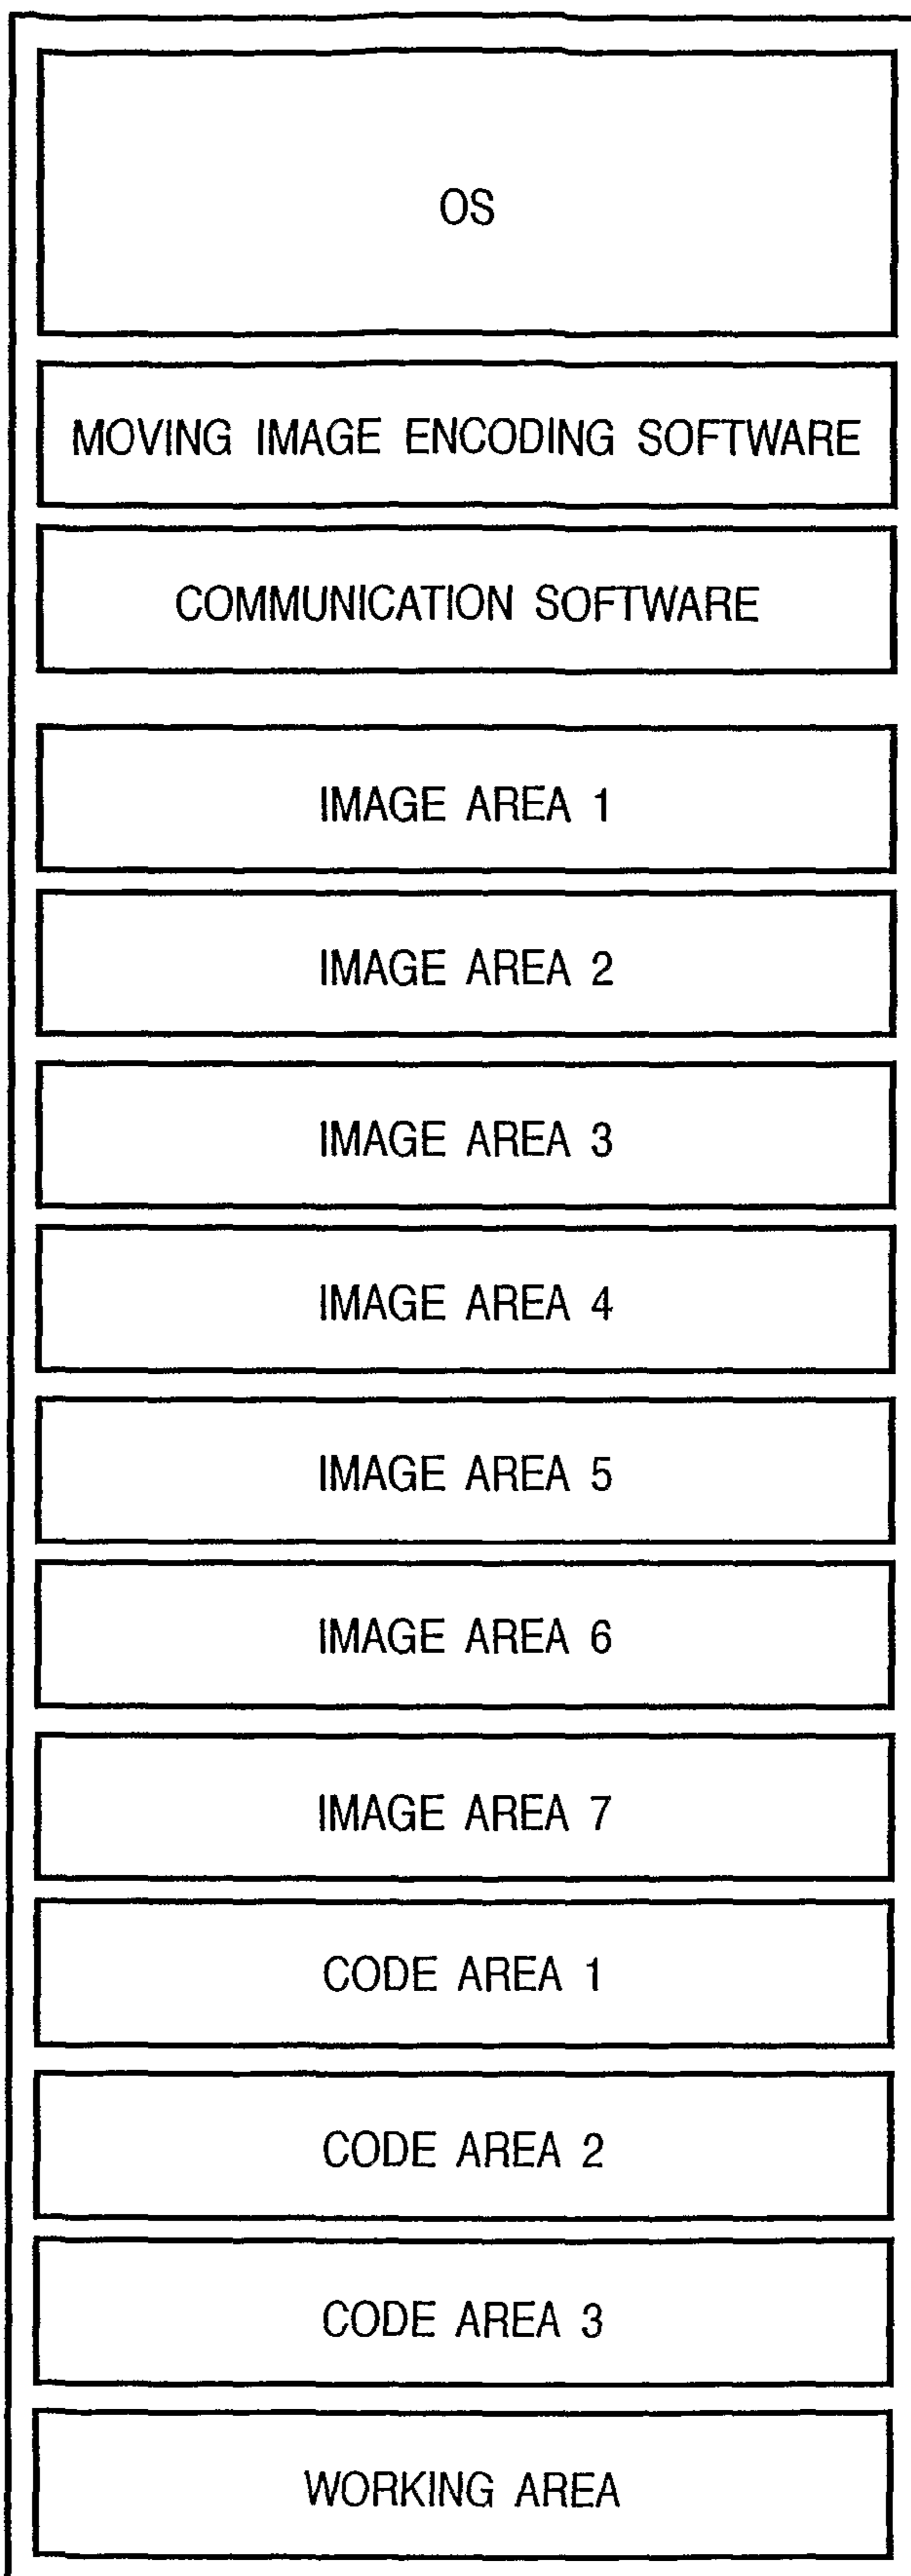 OS
MOVING IMAGE ENCODING SOFTWARE
COMMUNICATION SOFTWARE
IMAGE AREA 1
IMAGE AREA 2
IMAGE AREA 3
IMAGE AREA 4
IMAGE AREA 5
IMAGE AREA 6
IMAGE AREA 7
CODE AREA 1
CODE AREA 2
CODE AREA 3
WORKING AREA